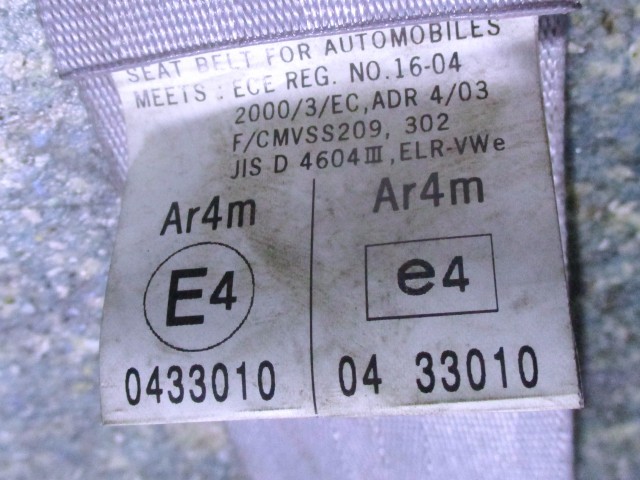 SEAT BELT FOR AUTOMOBILES
MEETS : ECE REG. NO.16-04
2000/3/EC,ADR 4/03
F/CMVSS209, 302
JIS D 4604Ⅲ,ELR-VWe
Ar4m
E4
0433010
Ar4m
e4
04 33010